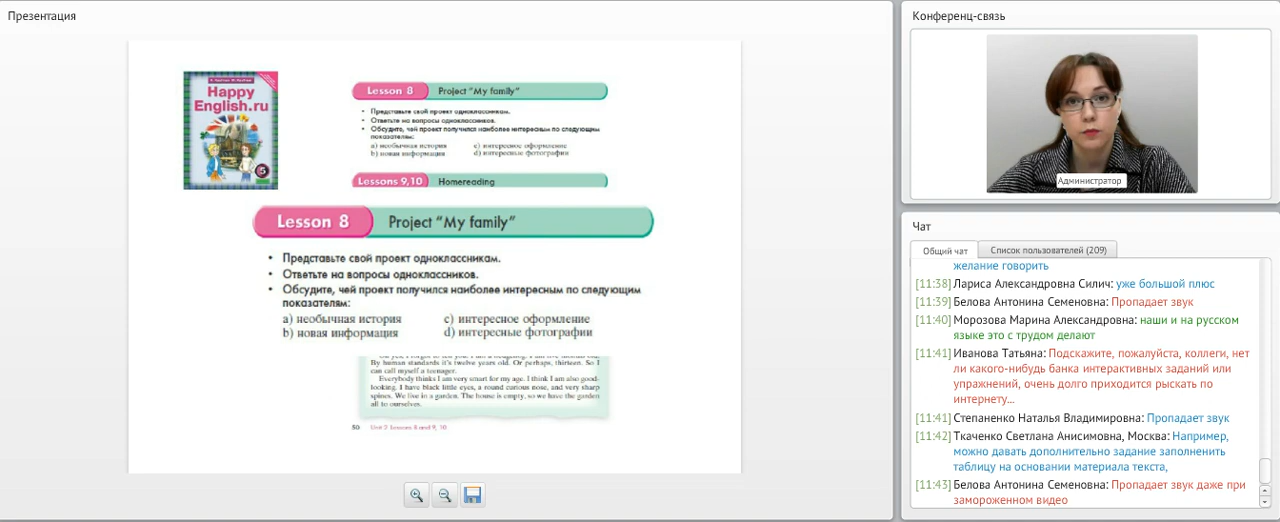 Презентация
Happy
English.ru
5
Lesson 8 Project “My family”
• Представьте свой проект одноклассникам.
• Ответьте на вопросы одноклассников.
• Обсудите, чей проект получился наиболее интересным по следующим
показателям:
a) необычная история c) интересное оформление
b) новая информация d) интересные фотографии
Lessons 9,10 Homereading
Lesson 8 Project “My family”
• Представьте свой проект одноклассникам.
• Ответьте на вопросы одноклассников.
• Обсудите, чей проект получился наиболее интересным по следующим
показателям:
a) необычная история c) интересное оформление
b) новая информация d) интересные фотографии
By human standards it's twelve years old. Or perhaps, thirteen. So I
can call myself a teenager.
Everybody thinks I am very smart for my age. I think I am also good-
looking. I have black little eyes, a round curious nose, and very sharp
spines. We live in a garden. The house is empty, so we have the garden
all to ourselves.
50 Unit 2 Lessons 8 and 9, 10
Конференц-связь
Администратор
Чат
Общий чат Список пользователей (209)
желание говорить
[11:38] Лариса Александровна Силич: уже большой плюс
[11:39] Белова Антонина Семеновна: Пропадает звук
[11:40] Морозова Марина Александровна: наши и на русском
языке это с трудом делают
[11:41] Иванова Татьяна: Подскажите, пожалуйста, коллеги, нет
ли какого-нибудь банка интерактивных заданий или
упражнений, очень долго приходится рыскать по
интернету...
[11:41] Степаненко Наталья Владимировна: Пропадает звук
[11:42] Ткаченко Светлана Анисимовна, Москва: Например,
можно давать дополнительно задание заполненить
таблицу на основании материала текста,
[11:43] Белова Антонина Семеновна: Пропадает звук даже при
замороженном видео